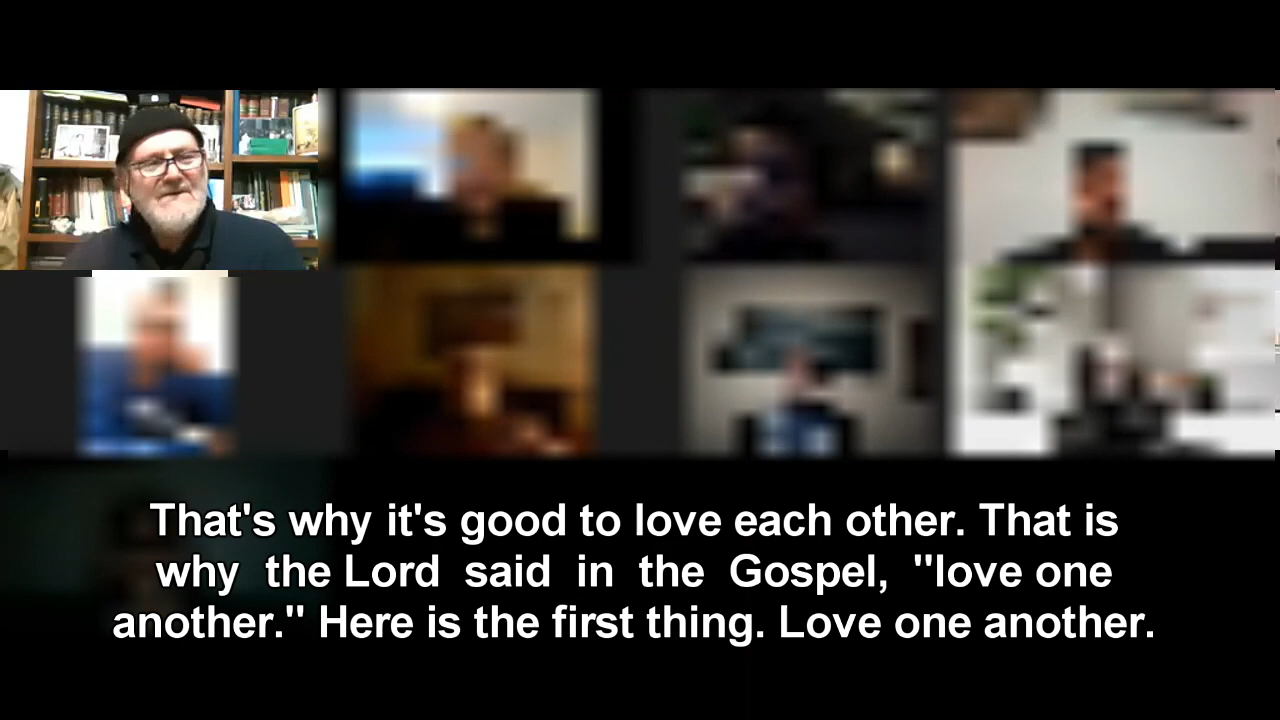 That's why it's good to love each other. That is
why the Lord said in the Gospel, "love one
another." Here is the first thing. Love one another.